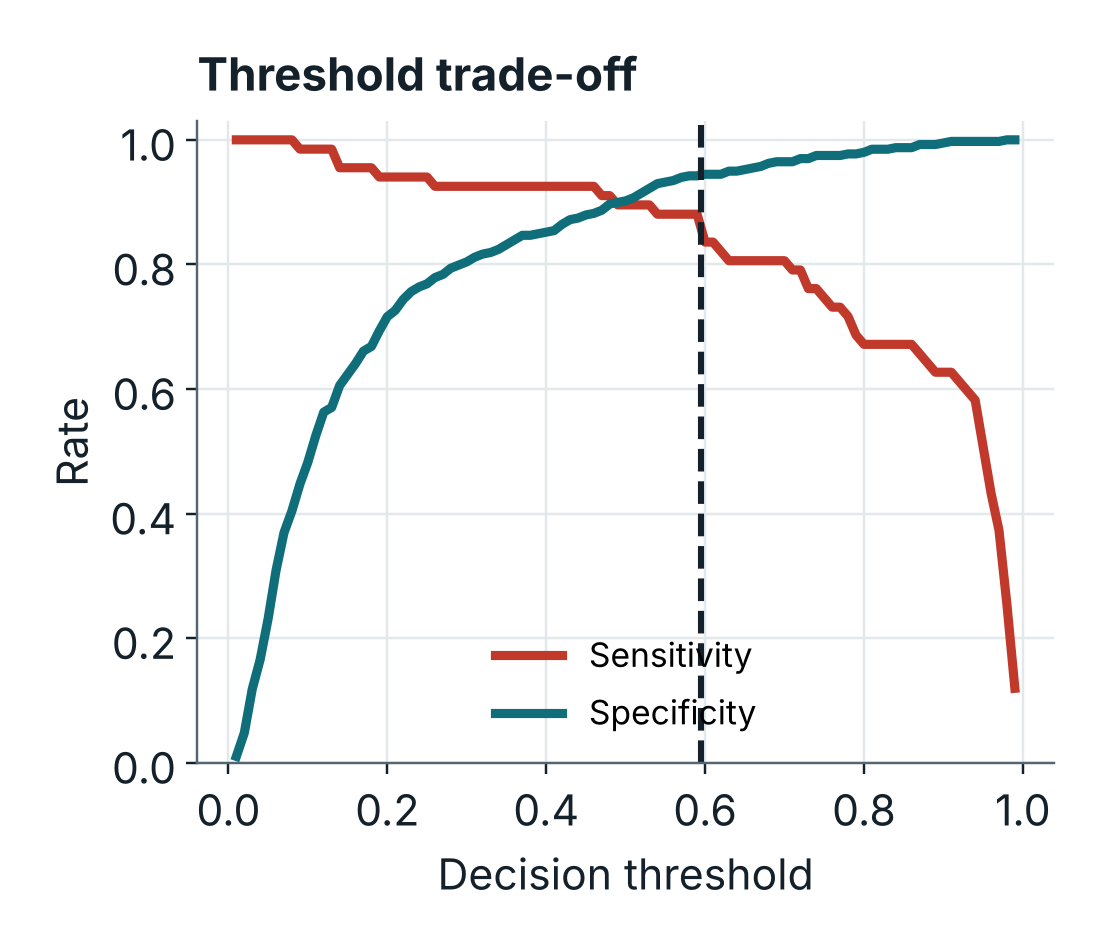 Threshold trade-off
1.0
0.8
0.6
0.4
0.2
0.0
Rate
Sensitivity
Specificity
0.0 0.2 0.4 0.6 0.8 1.0
Decision threshold